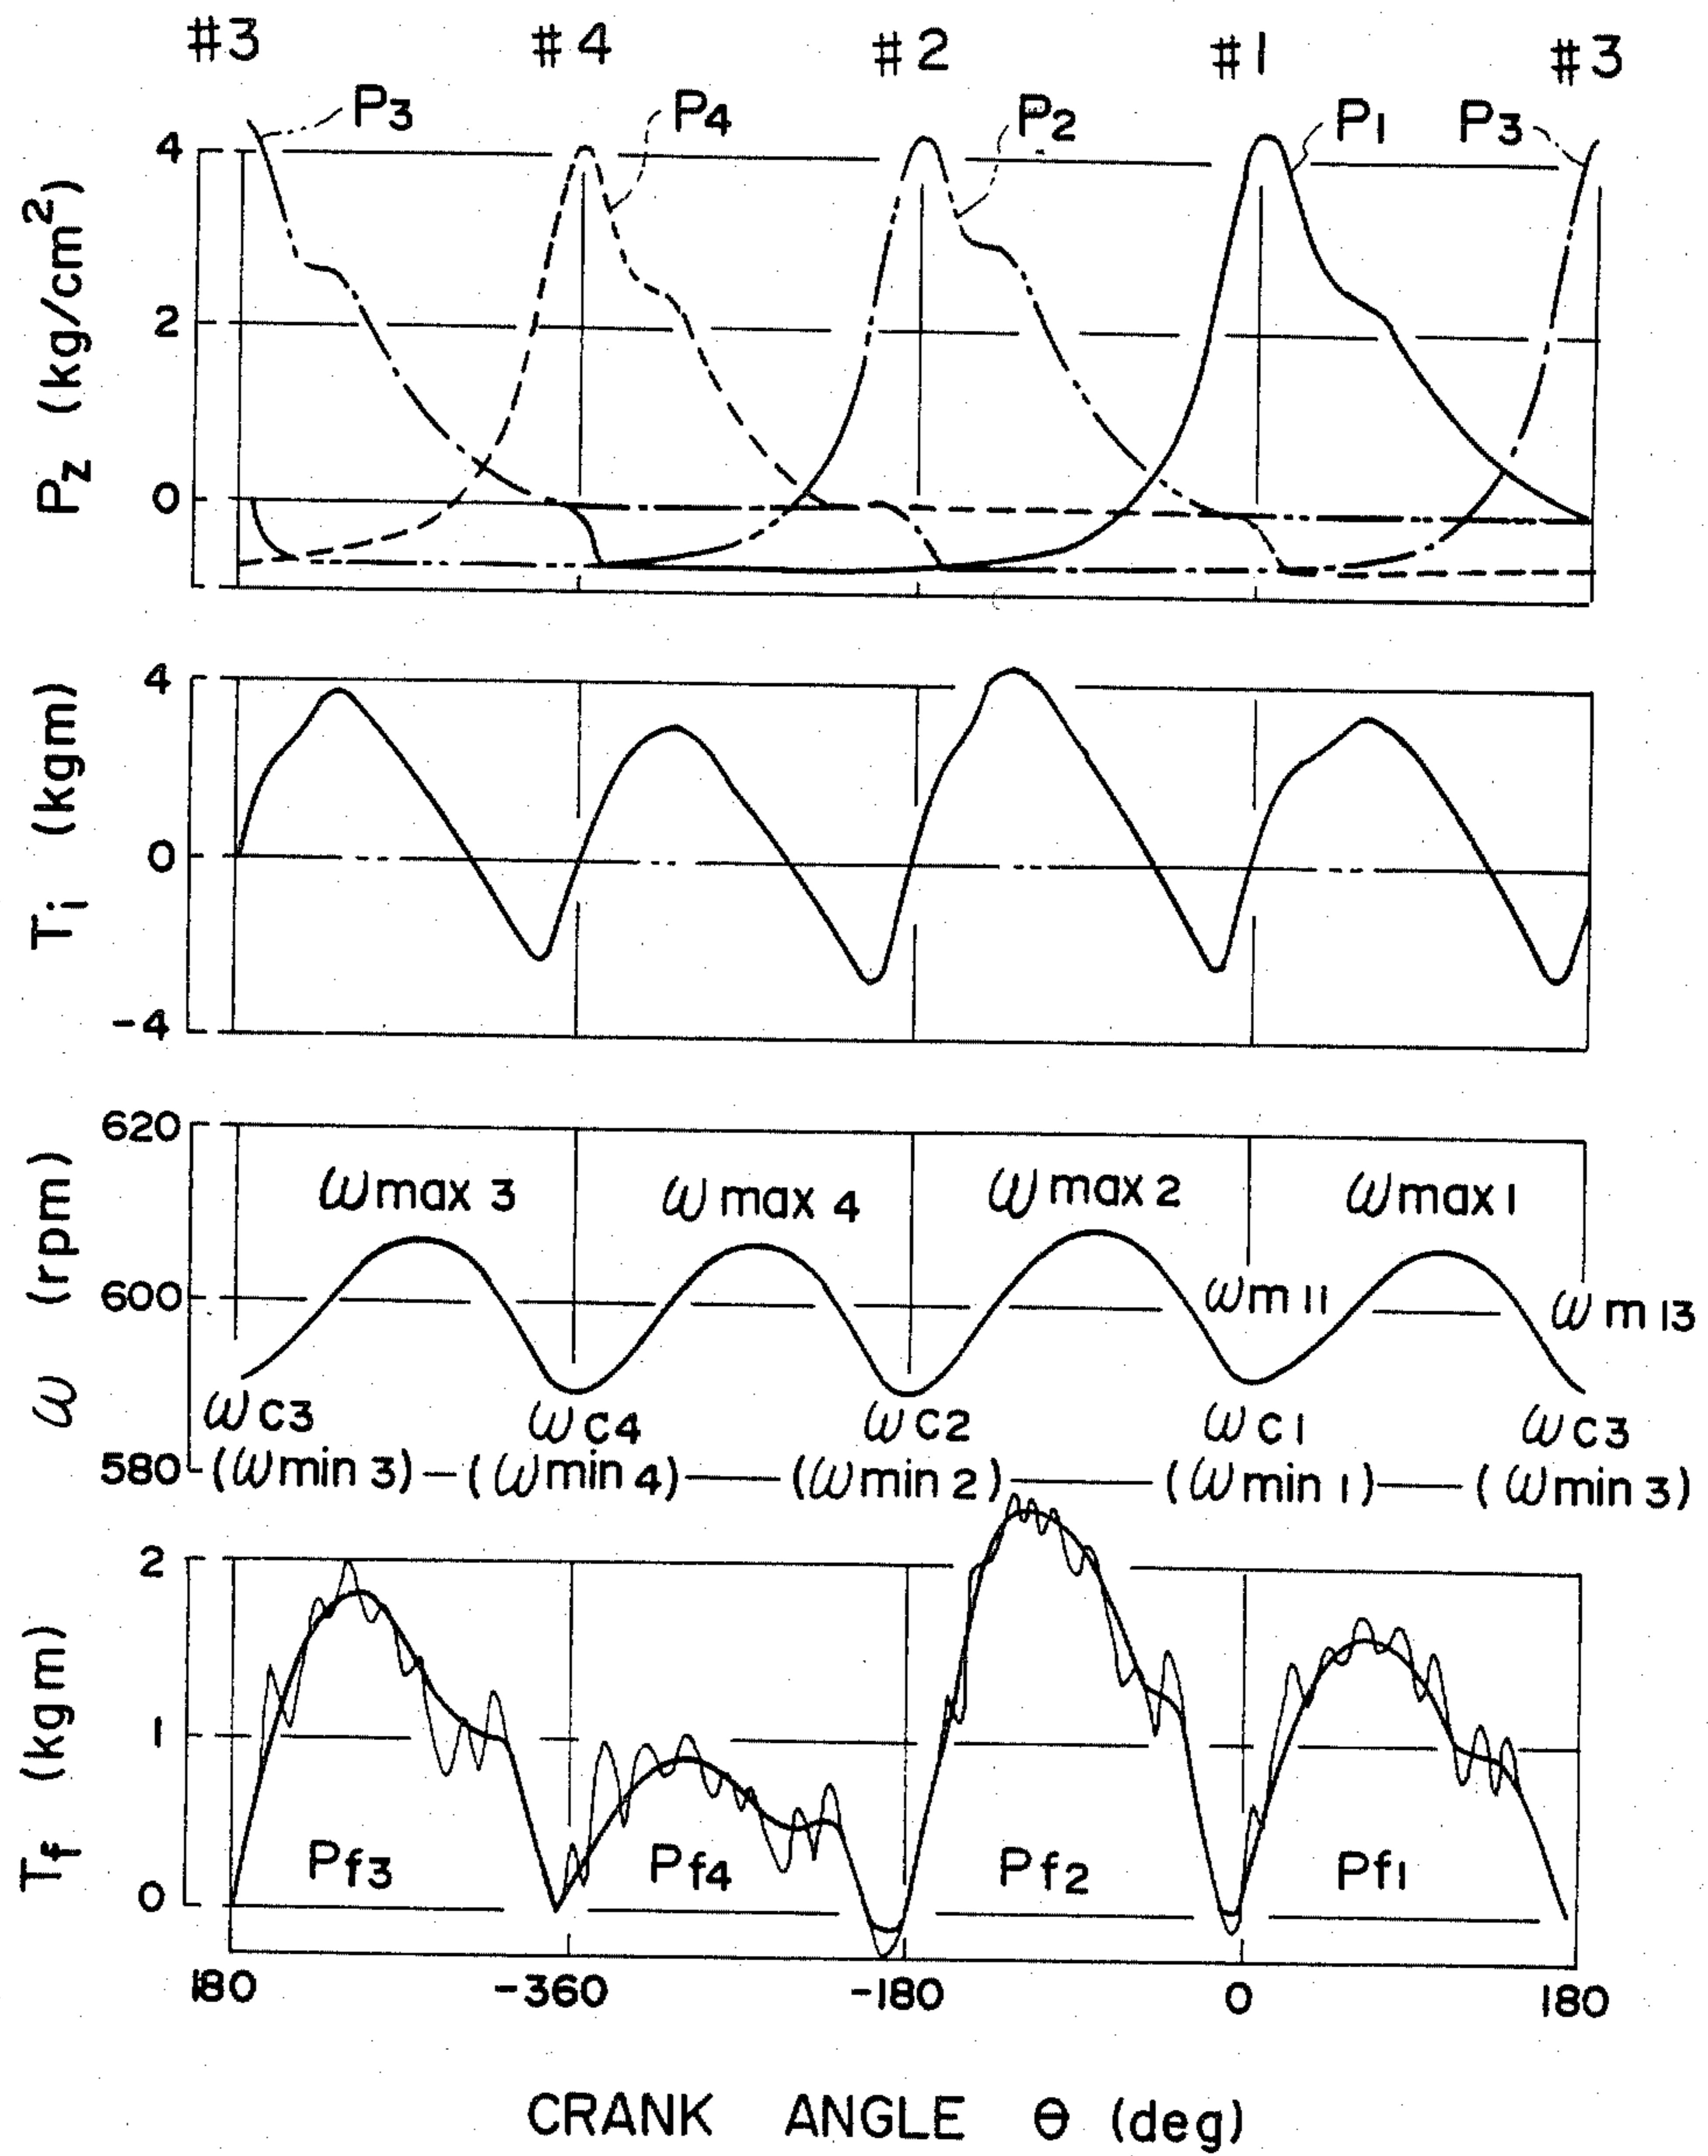 #3 #4 #2 #1 #3
P3 P4 P2 P1 P3
4
2
0
Pz (kg/cm²)
4
0
-4
Ti (kgm)
620
ωmax 3 ωmax 4 ωmax 2 ωmax 1
600
ωm 11 ωm 13
ω (rpm)
ωc3 ωc4 ωc2 ωc1 ωc3
580 (ωmin 3) (ωmin 4) (ωmin 2) (ωmin 1) (ωmin 3)
2
1
Tf (kgm)
Pf3 Pf4 Pf2 Pf1
0
180 -360 -180 0 180
CRANK ANGLE θ (deg)